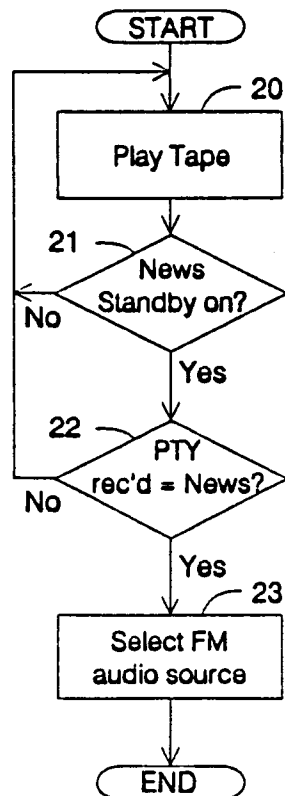 START
20
Play Tape
21
News
Standby on?
No
Yes
22
PTY
rec'd = News?
No
Yes
23
Select FM
audio source
END